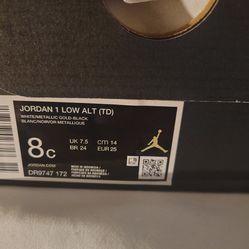 JORDAN 1 LOW ALT (TD)
WHITE/METALLIC GOLD-BLACK
BLANC/NOIR/OR METALLIQUE
8C
UK 7.5
CM 14
BR 24
EUR 25
JORDAN.COM
DR9747 172